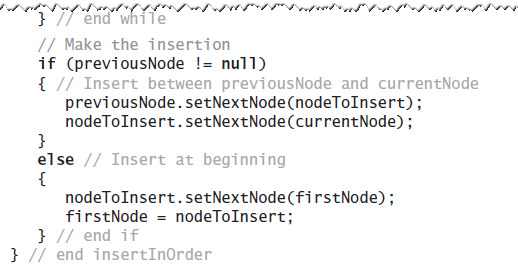 } // end while
// Make the insertion
if (previousNode != null)
{ // Insert between previousNode and currentNode
previousNode.setNextNode(nodeToInsert);
nodeToInsert.setNextNode(currentNode);
}
else // Insert at beginning
{
nodeToInsert.setNextNode(firstNode);
firstNode = nodeToInsert;
} // end if
} // end insertInOrder